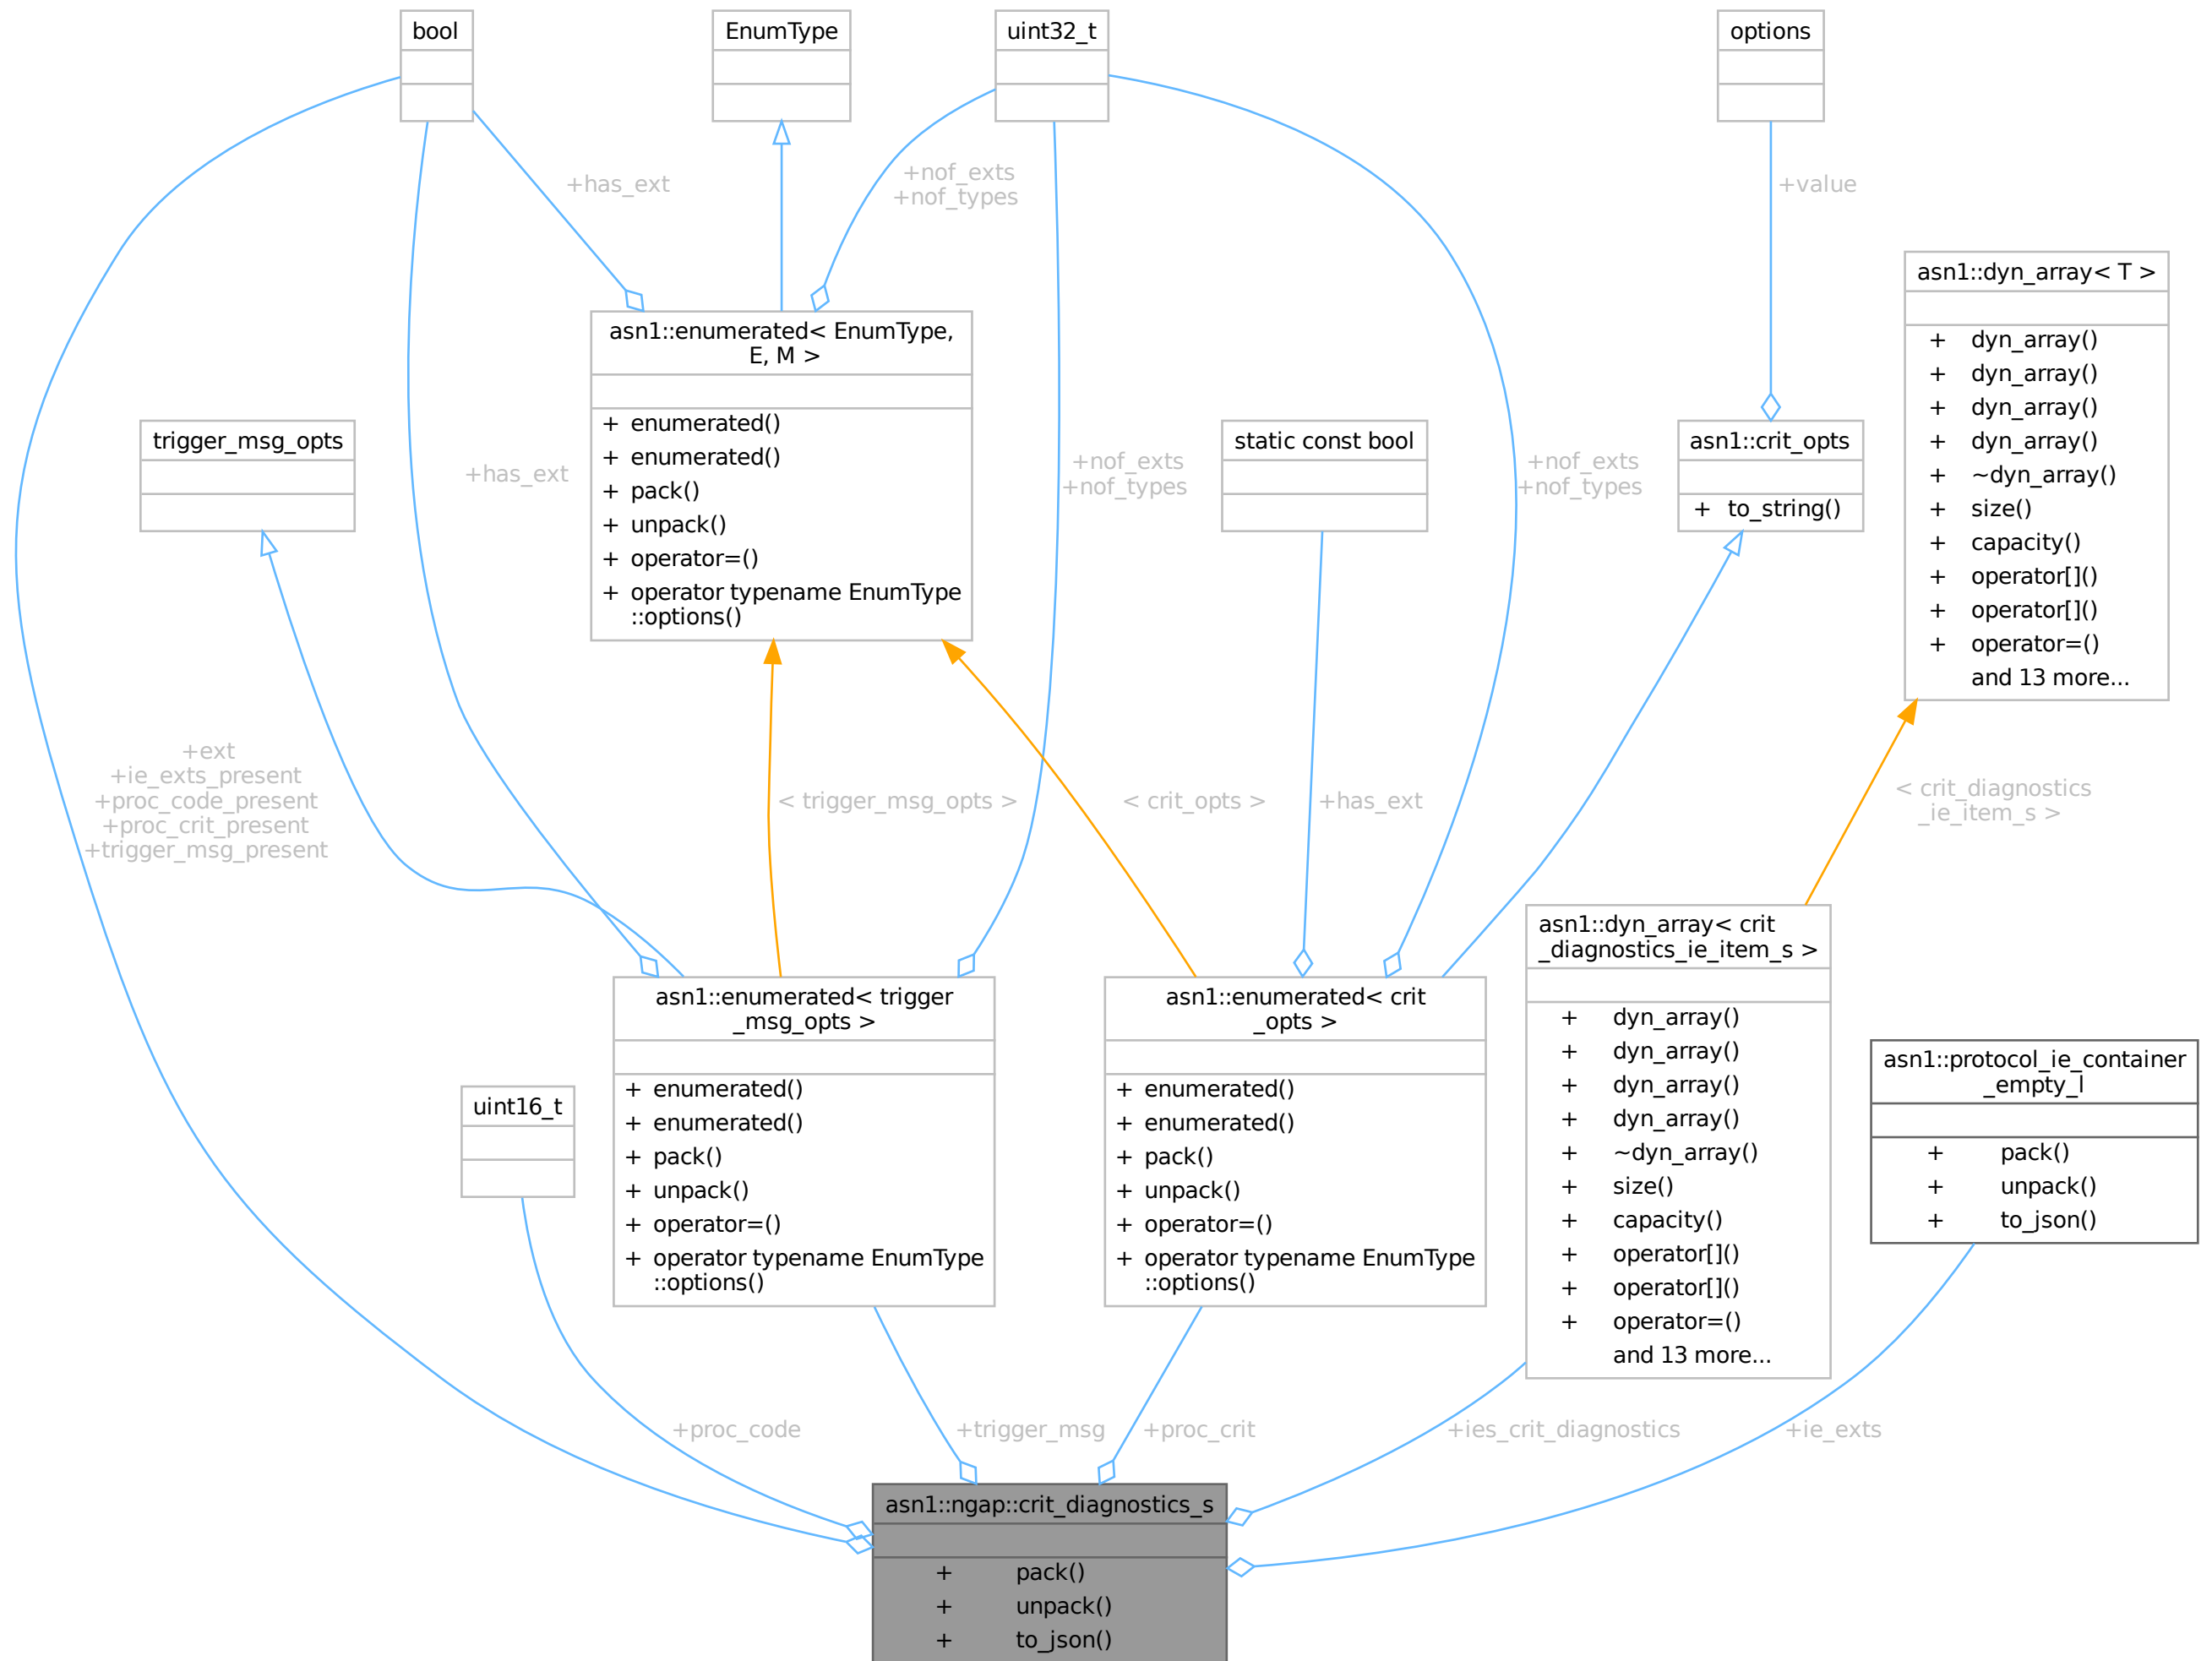 bool
EnumType
uint32_t
options
+has_ext
+nof_exts
+nof_types
+value
asn1::dyn_array< T >
+ dyn_array()
+ dyn_array()
+ dyn_array()
+ dyn_array()
+ ~dyn_array()
+ size()
+ capacity()
+ operator[]()
+ operator[]()
+ operator=()
and 13 more...
asn1::enumerated< EnumType,
E, M >
+ enumerated()
+ enumerated()
+ pack()
+ unpack()
+ operator=()
+ operator typename EnumType
::options()
trigger_msg_opts
static const bool
asn1::crit_opts
+ to_string()
+has_ext
+nof_exts
+nof_types
+nof_exts
+nof_types
+ext
+ie_exts_present
+proc_code_present
+proc_crit_present
+trigger_msg_present
< trigger_msg_opts >
< crit_opts >
+has_ext
< crit_diagnostics
_ie_item_s >
asn1::enumerated< trigger
_msg_opts >
+ enumerated()
+ enumerated()
+ pack()
+ unpack()
+ operator=()
+ operator typename EnumType
::options()
asn1::enumerated< crit
_opts >
+ enumerated()
+ enumerated()
+ pack()
+ unpack()
+ operator=()
+ operator typename EnumType
::options()
asn1::dyn_array< crit
_diagnostics_ie_item_s >
+ dyn_array()
+ dyn_array()
+ dyn_array()
+ dyn_array()
+ ~dyn_array()
+ size()
+ capacity()
+ operator[]()
+ operator[]()
+ operator=()
and 13 more...
asn1::protocol_ie_container
_empty_l
+ pack()
+ unpack()
+ to_json()
uint16_t
+proc_code
+trigger_msg
+proc_crit
+ies_crit_diagnostics
+ie_exts
asn1::ngap::crit_diagnostics_s
+ pack()
+ unpack()
+ to_json()